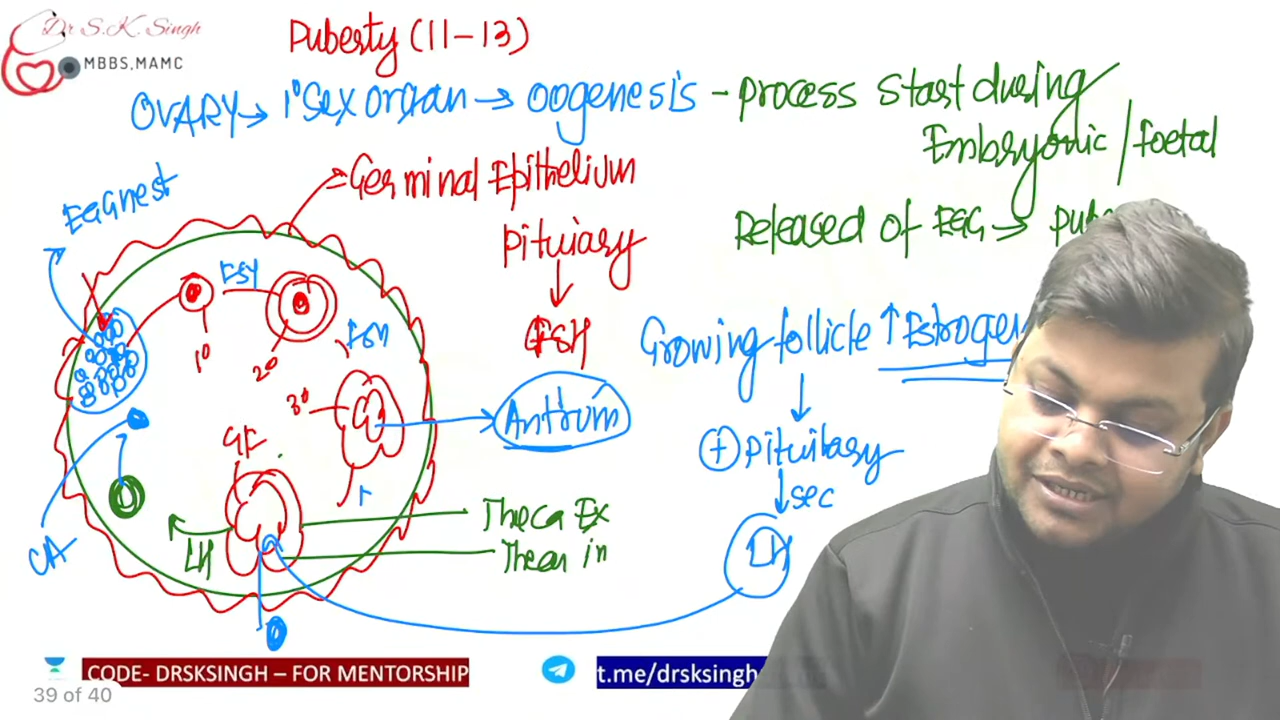 Dr S.K. Singh
MBBS,MAMC
Puberty (11-13)
OVARY → 1° Sex organ → oogenesis - process start during
Embryonic / Foetal
EGG nest
Germinal Epithelium
Released of EGG →
Pituiary
FSH
FSH
1°
2°
FSH
Growing follicle ↑ Estrogen
3°
Antrum
GF
+ pituitary
sec
LH
Theca Ex
Theca in
LH
CA
CODE- DRSKSINGH – FOR MENTORSHIP
t.me/drsksingh
39 of 40